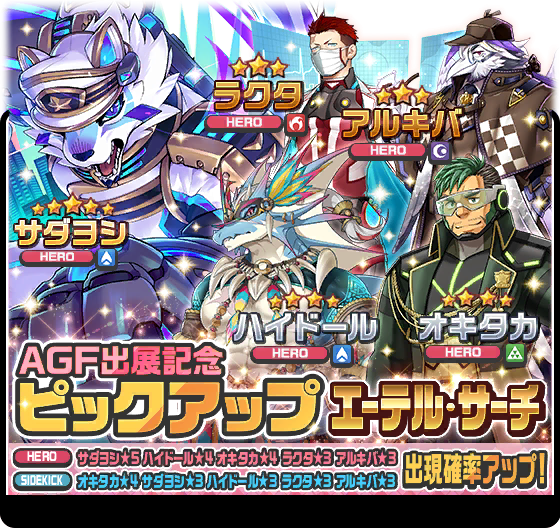 ラクタ
HERO
アルキバ
HERO
サダヨシ
HERO
ハイドール
HERO
オキタカ
HERO
AGF出展記念
ピックアップ エーテル・サーチ
HERO サダヨシ★5 ハイドール★4 オキタカ★4 ラクタ★3 アルキバ★3
SIDEKICK オキタカ★4 サダヨシ★3 ハイドール★3 ラクタ★3 アルキバ★3
出現確率アップ!